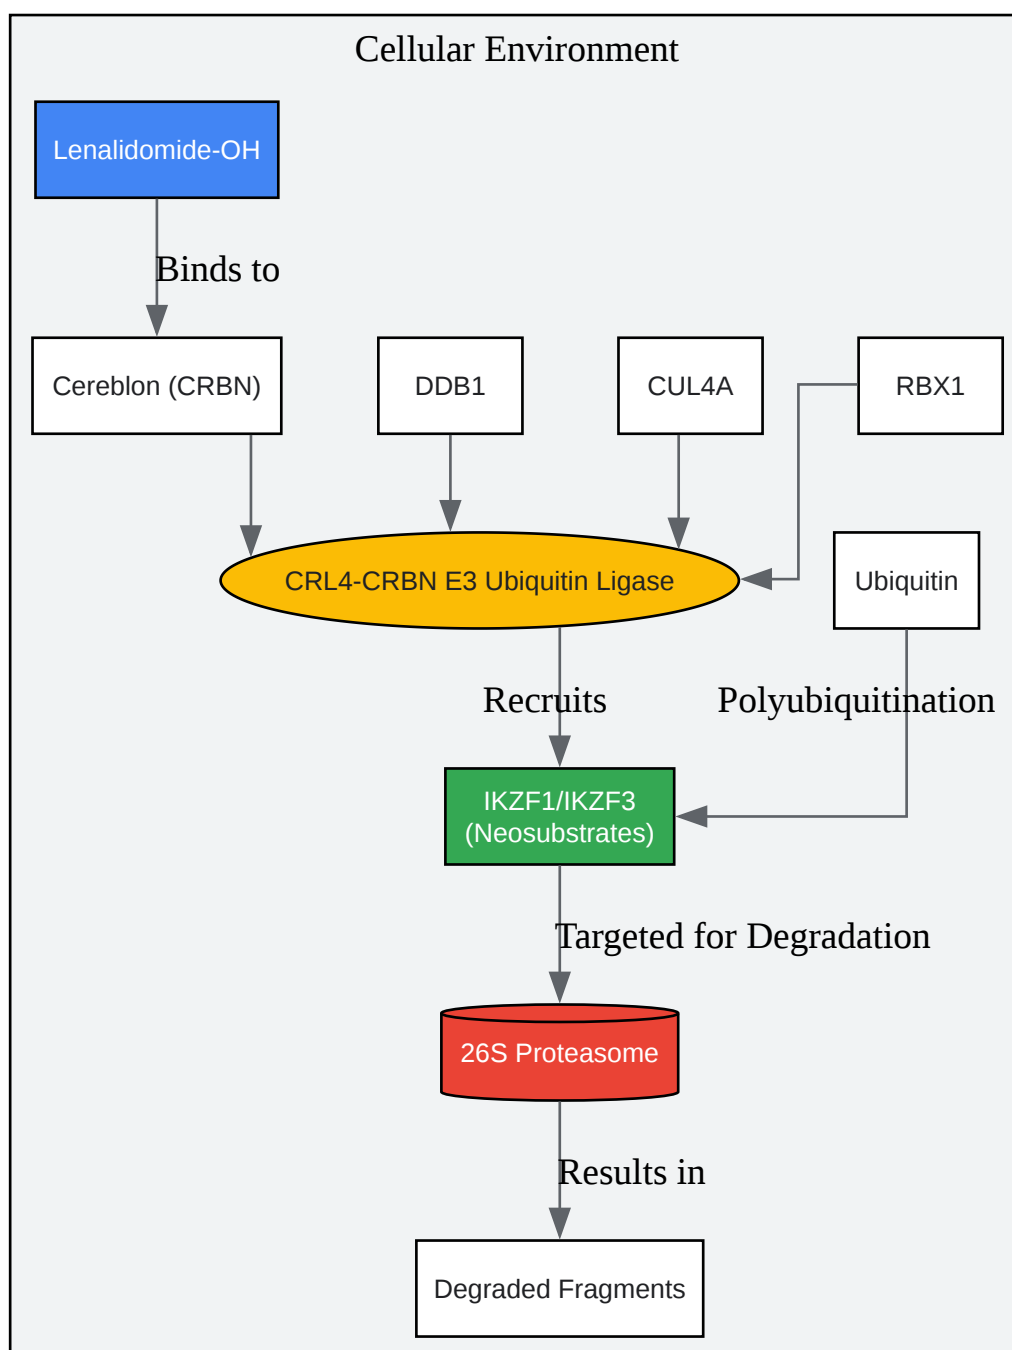 Cellular Environment
Lenalidomide-OH
Binds to
Cereblon (CRBN)
DDB1
CUL4A
RBX1
CRL4-CRBN E3 Ubiquitin Ligase
Ubiquitin
Recruits
Polyubiquitination
IKZF1/IKZF3
(Neosubstrates)
Targeted for Degradation
26S Proteasome
Results in
Degraded Fragments